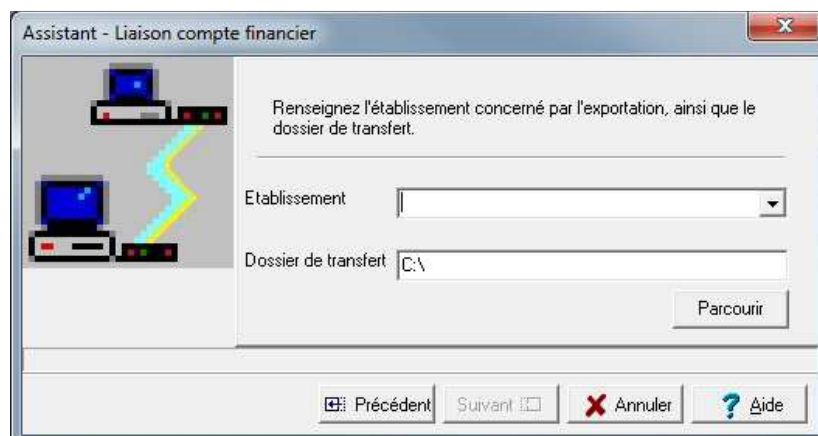 Assistant - Liaison compte financier
Renseignez l'établissement concerné par l'exportation, ainsi que le
dossier de transfert.
Etablissement
Dossier de transfert C:\
Parcourir
Précédent Suivant Annuler Aide